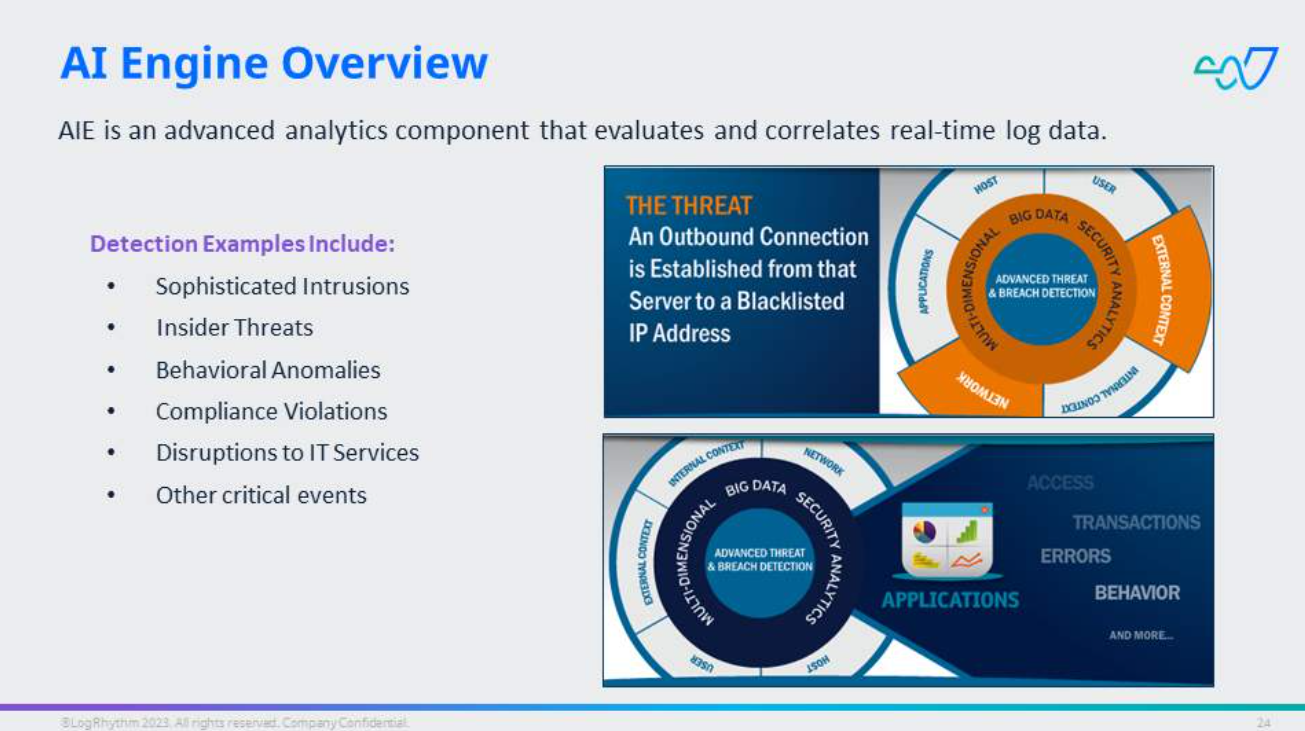 AI Engine Overview
AIE is an advanced analytics component that evaluates and correlates real-time log data.
Detection Examples Include:
• Sophisticated Intrusions
• Insider Threats
• Behavioral Anomalies
• Compliance Violations
• Disruptions to IT Services
• Other critical events
THE THREAT
An Outbound Connection
is Established from that
Server to a Blacklisted
IP Address
HOST
USER
EXTERNAL CONTEXT
INTERNAL CONTEXT
NETWORK
APPLICATIONS
MULTI-DIMENSIONAL BIG DATA SECURITY ANALYTICS
ADVANCED THREAT
& BREACH DETECTION
INTERNAL CONTEXT
NETWORK
HOST
USER
EXTERNAL CONTEXT
MULTI-DIMENSIONAL BIG DATA SECURITY ANALYTICS
ADVANCED THREAT
& BREACH DETECTION
APPLICATIONS
ACCESS
TRANSACTIONS
ERRORS
BEHAVIOR
AND MORE...
©LogRhythm 2023. All rights reserved. Company Confidential.
24